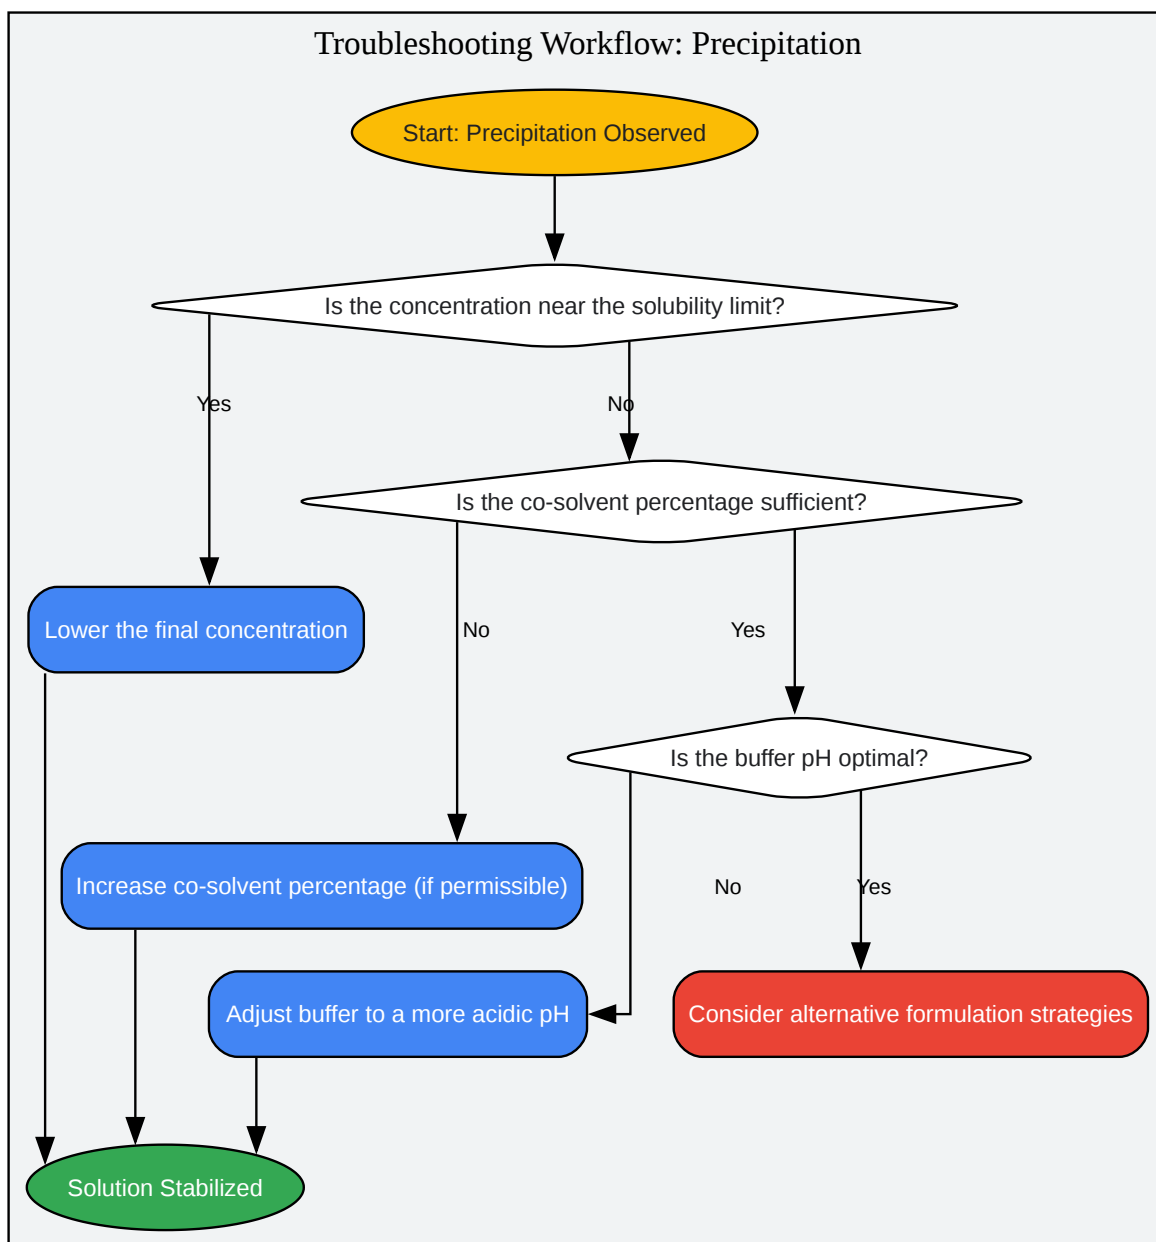 Troubleshooting Workflow: Precipitation
Start: Precipitation Observed
Is the concentration near the solubility limit?
Yes
No
Is the co-solvent percentage sufficient?
Lower the final concentration
No
Yes
Is the buffer pH optimal?
Increase co-solvent percentage (if permissible)
No
Yes
Adjust buffer to a more acidic pH
Consider alternative formulation strategies
Solution Stabilized